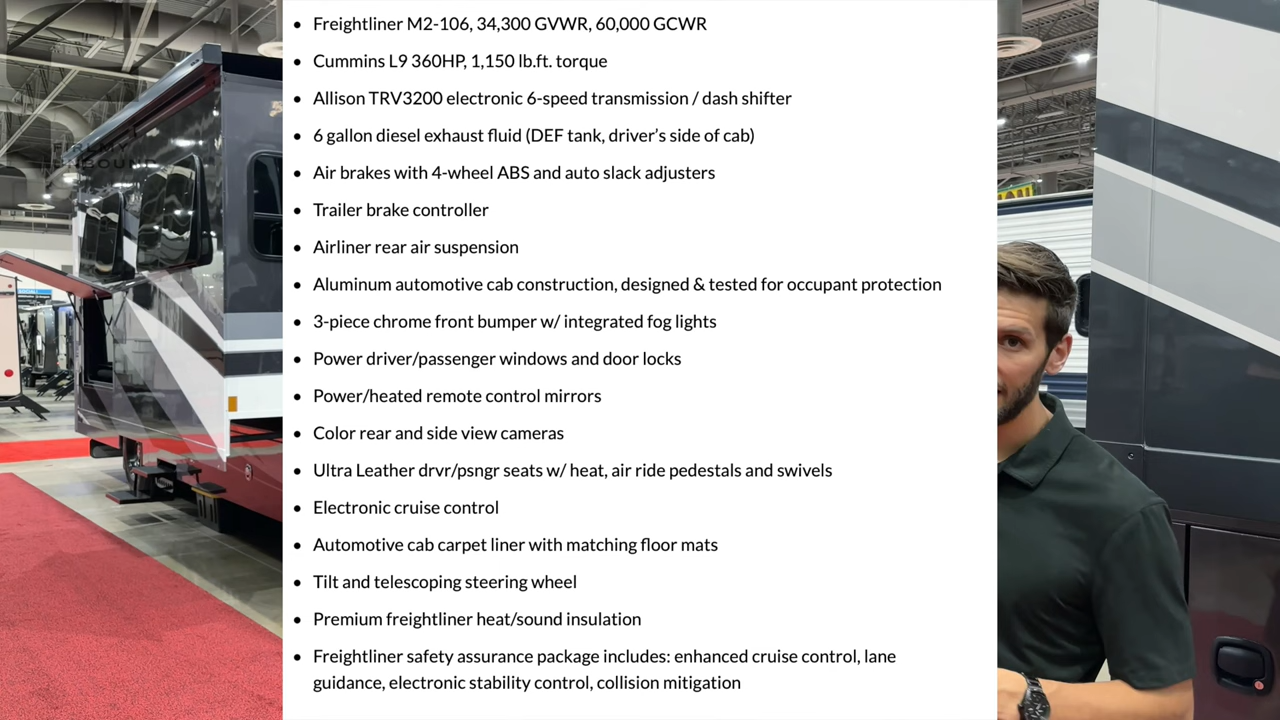 Freightliner M2-106, 34,300 GVWR, 60,000 GCWR
Cummins L9 360HP, 1,150 lb.ft. torque
Allison TRV3200 electronic 6-speed transmission / dash shifter
6 gallon diesel exhaust fluid (DEF tank, driver’s side of cab)
Air brakes with 4-wheel ABS and auto slack adjusters
Trailer brake controller
Airliner rear air suspension
Aluminum automotive cab construction, designed & tested for occupant protection
3-piece chrome front bumper w/ integrated fog lights
Power driver/passenger windows and door locks
Power/heated remote control mirrors
Color rear and side view cameras
Ultra Leather drvr/psngr seats w/ heat, air ride pedestals and swivels
Electronic cruise control
Automotive cab carpet liner with matching floor mats
Tilt and telescoping steering wheel
Premium freightliner heat/sound insulation
Freightliner safety assurance package includes: enhanced cruise control, lane
guidance, electronic stability control, collision mitigation